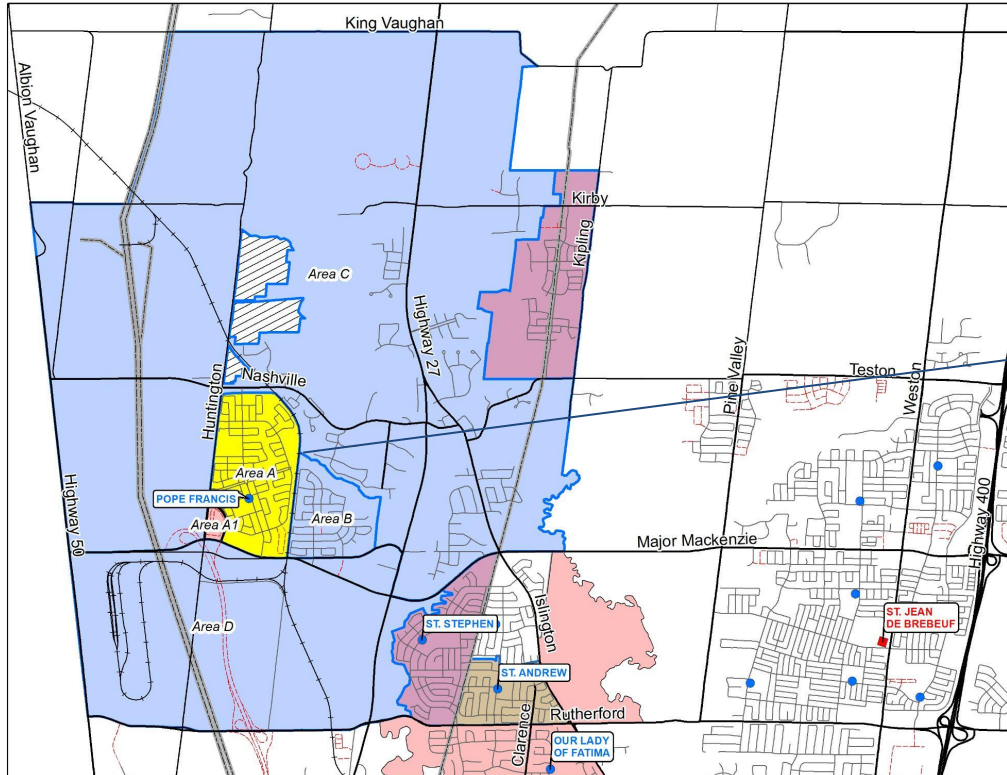 King Vaughan
Albion Vaughan
Kirby
Kipling
Area C
Highway 27
Huntington
Nashville
Pine Valley
Teston
Weston
Area A
POPE FRANCIS
Area A1
Area B
Highway 50
Highway 400
Major Mackenzie
Islington
ST. JEAN
DE BREBEUF
ST. STEPHEN
Area D
ST. ANDREW
Rutherford
Clarence
OUR LADY
OF FATIMA